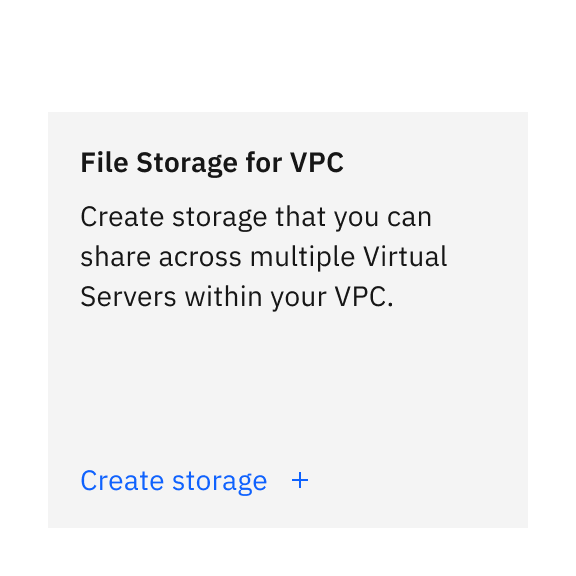 File Storage for VPC
Create storage that you can
share across multiple Virtual
Servers within your VPC.
Create storage +